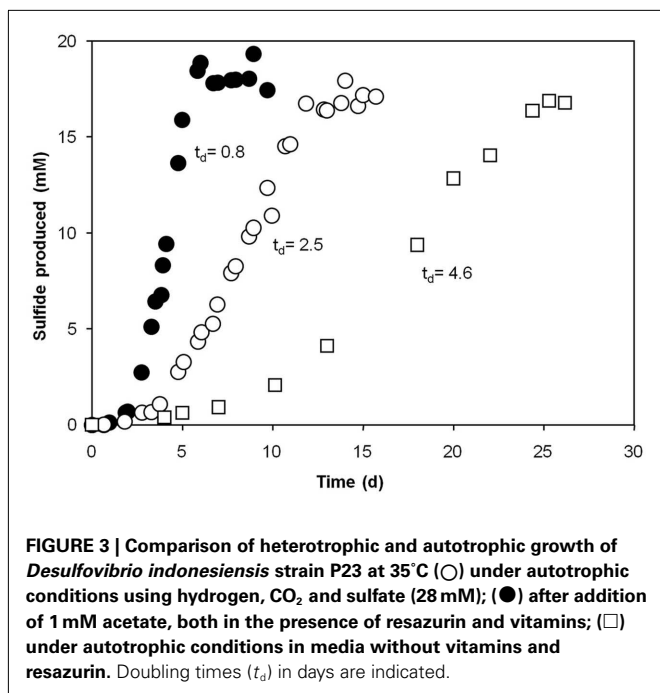 20
15
10
5
0
0
5
10
15
20
25
30
Sulfide produced (mM)
Time (d)
t_d= 0.8
t_d= 2.5
t_d= 4.6
FIGURE 3 | Comparison of heterotrophic and autotrophic growth of
Desulfovibrio indonesiensis strain P23 at 35°C (○) under autotrophic
conditions using hydrogen, CO₂ and sulfate (28 mM); (●) after addition
of 1 mM acetate, both in the presence of resazurin and vitamins; (□)
under autotrophic conditions in media without vitamins and
resazurin. Doubling times (t_d) in days are indicated.